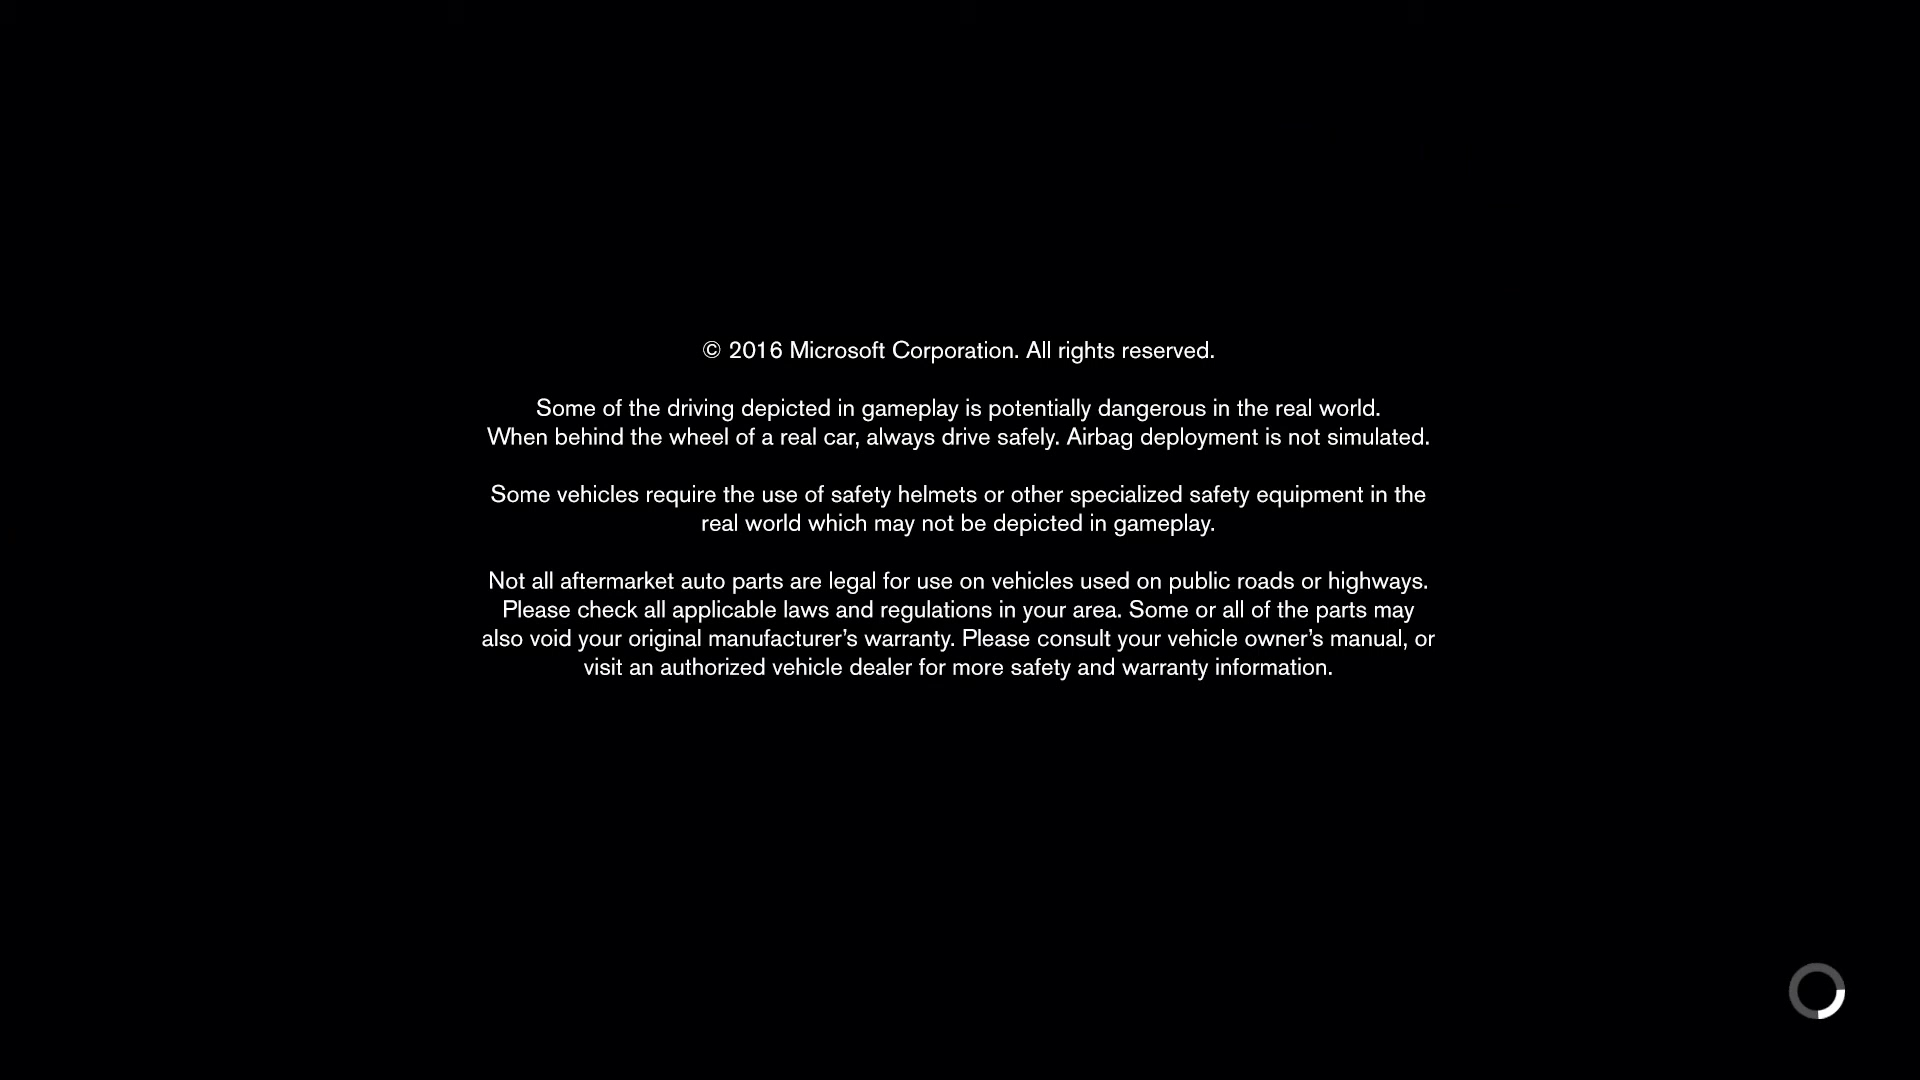 © 2016 Microsoft Corporation. All rights reserved.
Some of the driving depicted in gameplay is potentially dangerous in the real world.
When behind the wheel of a real car, always drive safely. Airbag deployment is not simulated.
Some vehicles require the use of safety helmets or other specialized safety equipment in the
real world which may not be depicted in gameplay.
Not all aftermarket auto parts are legal for use on vehicles used on public roads or highways.
Please check all applicable laws and regulations in your area. Some or all of the parts may
also void your original manufacturer’s warranty. Please consult your vehicle owner’s manual, or
visit an authorized vehicle dealer for more safety and warranty information.